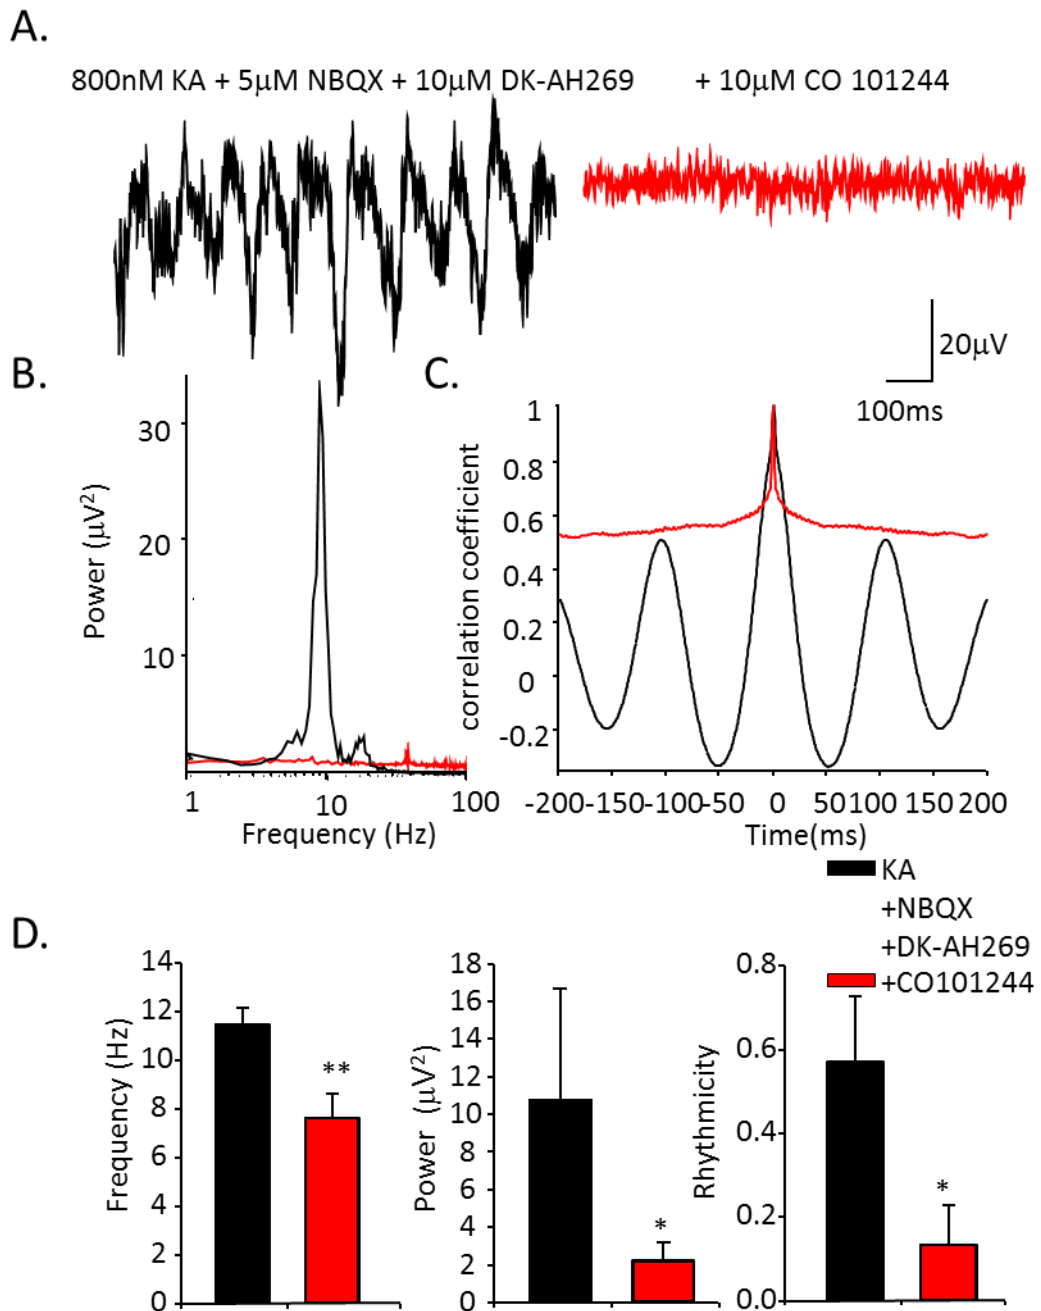 A.
800nM KA + 5μM NBQX + 10μM DK-AH269
+ 10μM CO 101244
20μV
100ms
B.
Power (μV²)
30
20
10
1
10
100
Frequency (Hz)
C.
correlation coefficient
1
0.8
0.6
0.4
0.2
0
-0.2
-200-150-100-50 0 50 100 150 200
Time(ms)
KA
+NBQX
+DK-AH269
+CO101244
D.
Frequency (Hz)
14
12
10
8
6
4
2
0
**
Power (μV²)
18
16
14
12
10
8
6
4
2
0
*
Rhythmicity
0.8
0.6
0.4
0.2
0.0
*